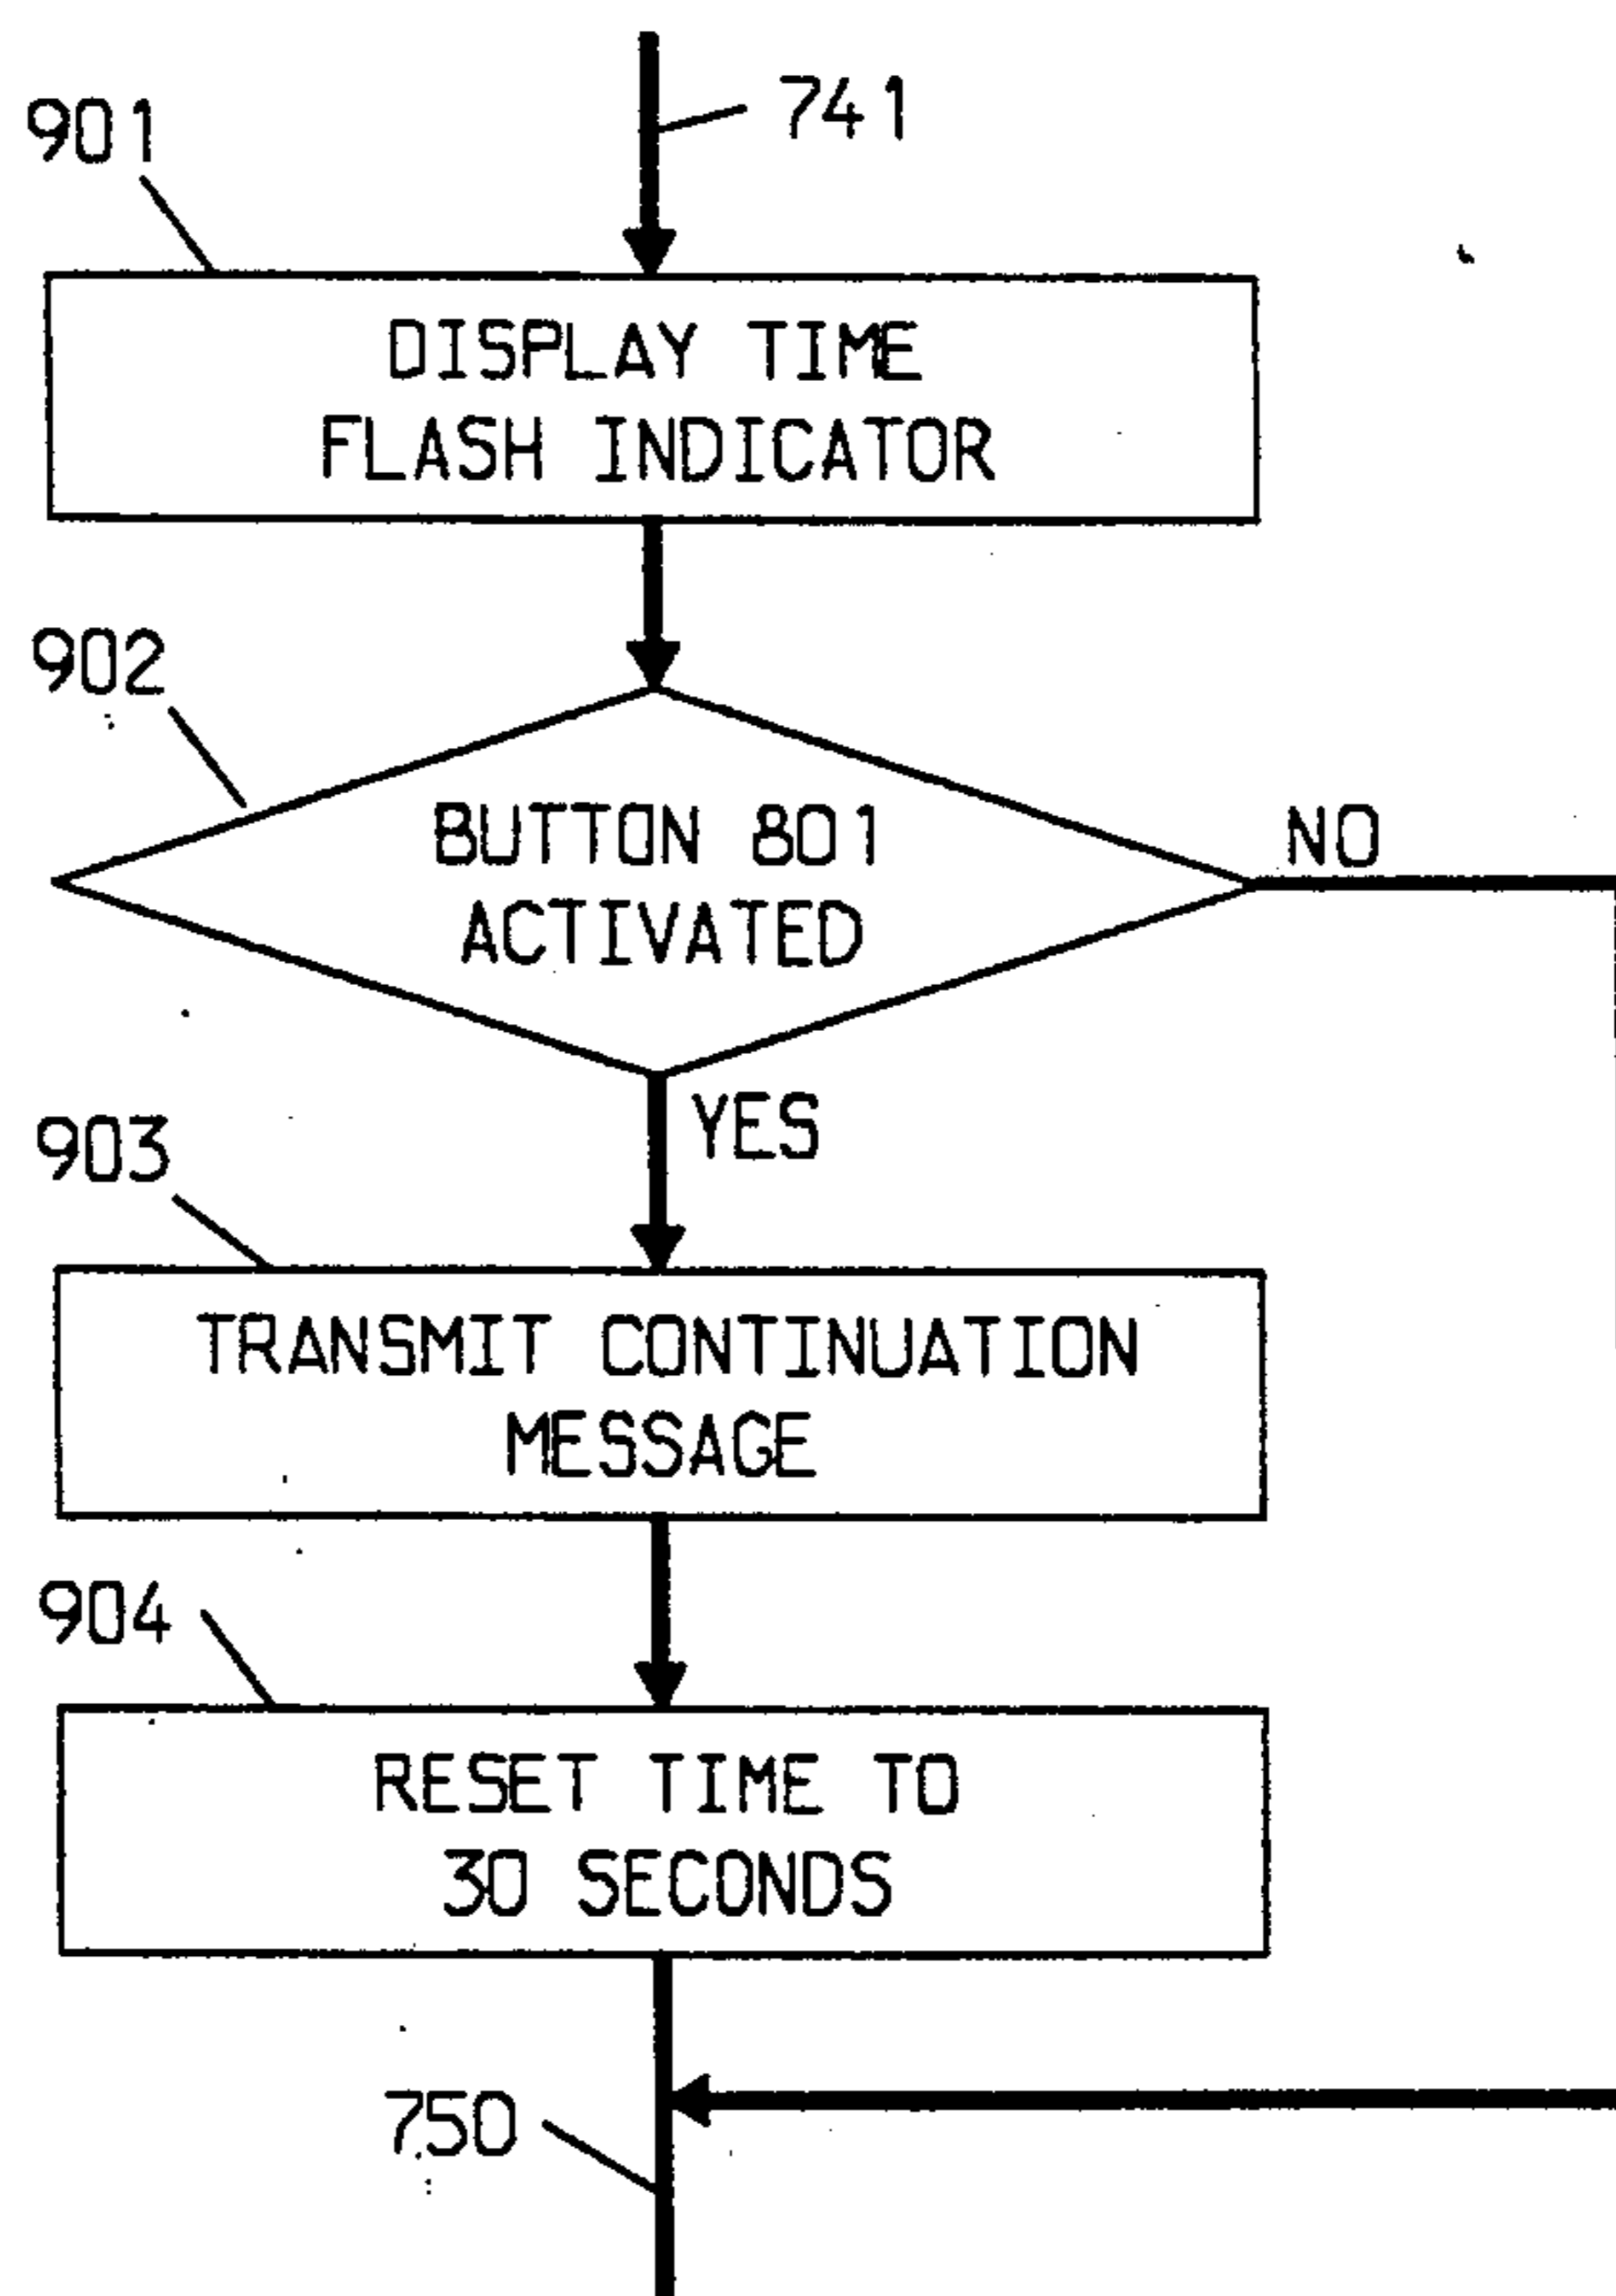 741
901
DISPLAY TIME
FLASH INDICATOR
902
BUTTON 801
ACTIVATED
NO
YES
903
TRANSMIT CONTINUATION
MESSAGE
904
RESET TIME TO
30 SECONDS
750